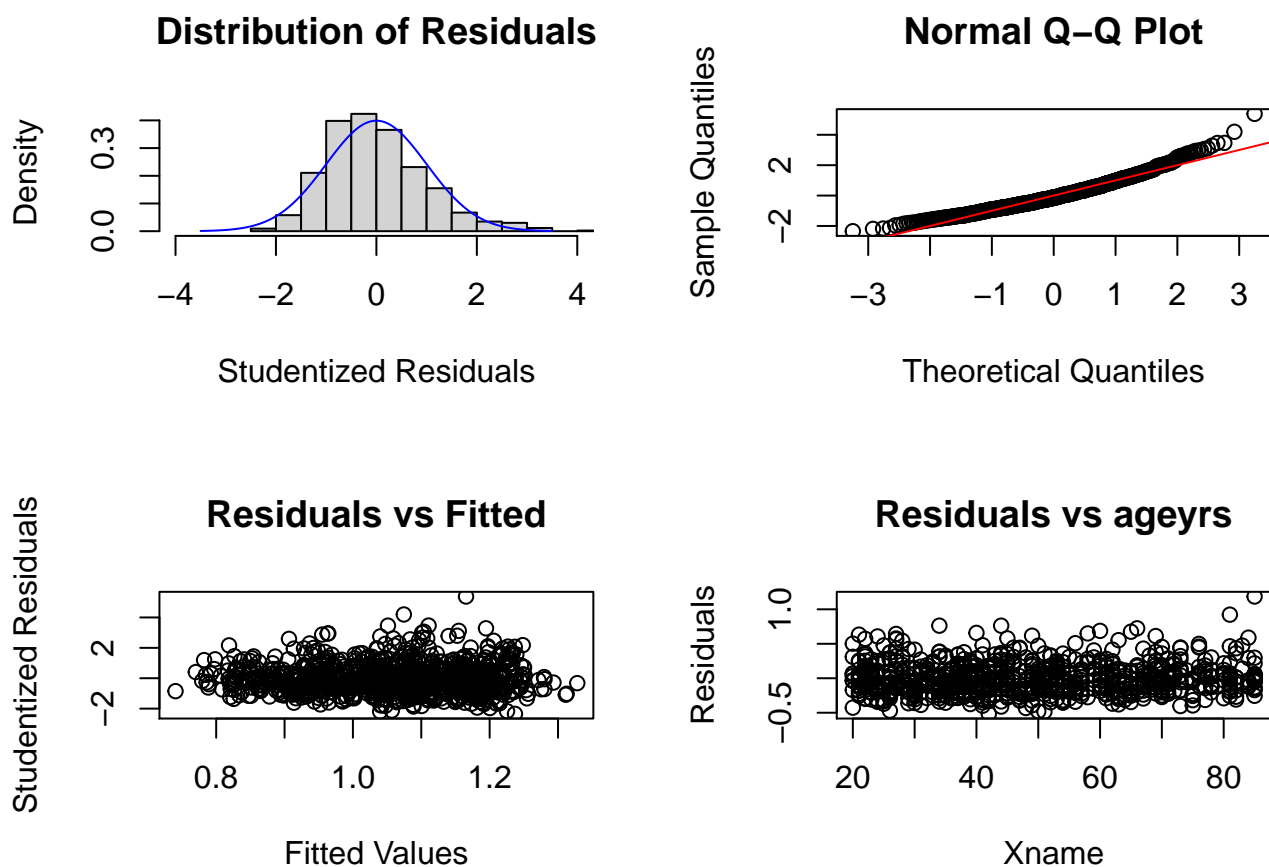 Distribution of Residuals
Density
0.0
0.3
−4
−2
0
2
4
Studentized Residuals
Normal Q−Q Plot
Sample Quantiles
−2
2
−3
−1
0
1
2
3
Theoretical Quantiles
Residuals vs Fitted
Studentized Residuals
−2
2
0.8
1.0
1.2
Fitted Values
Residuals vs ageyrs
Residuals
−0.5
1.0
20
40
60
80
Xname